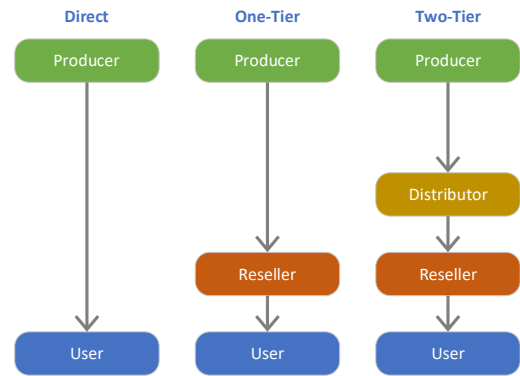 Direct
One-Tier
Two-Tier
Producer
Producer
Producer
Distributor
Reseller
Reseller
User
User
User